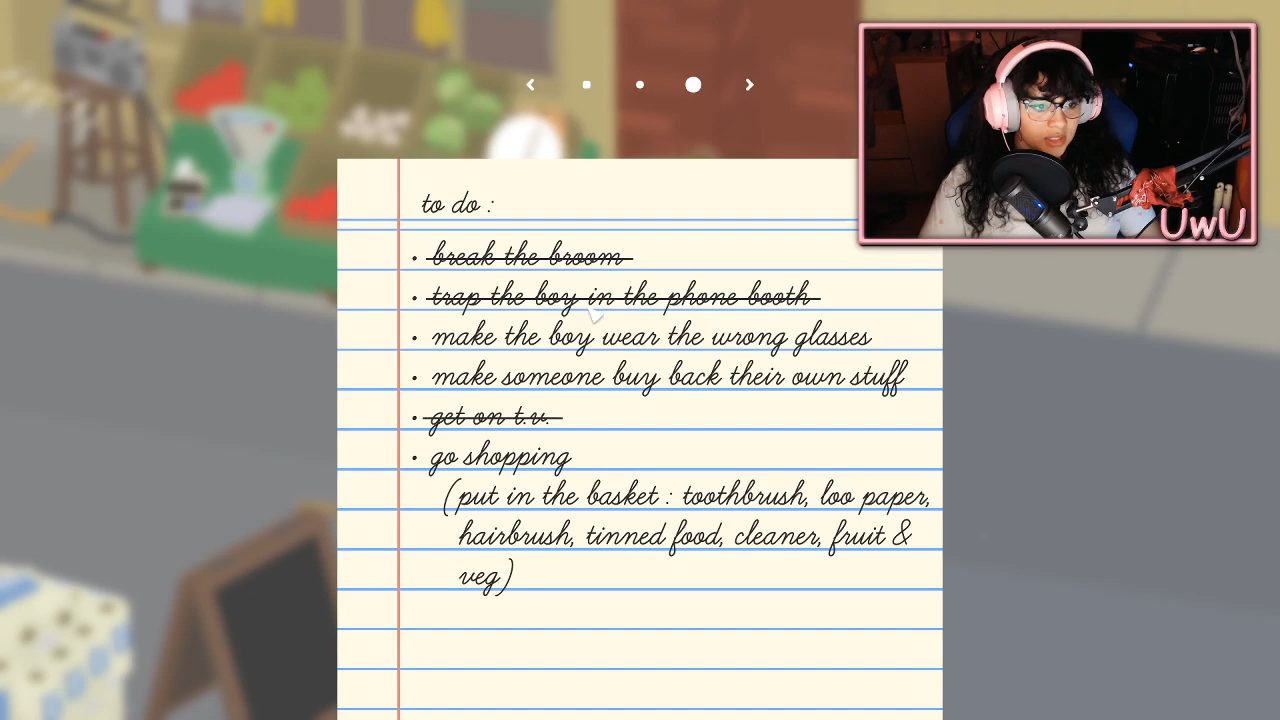 to do :
• break the broom
• trap the boy in the phone booth
• make the boy wear the wrong glasses
• make someone buy back their own stuff
• get on t.v.
• go shopping
(put in the basket : toothbrush, loo paper,
hairbrush, tinned food, cleaner, fruit &
veg)
UwU